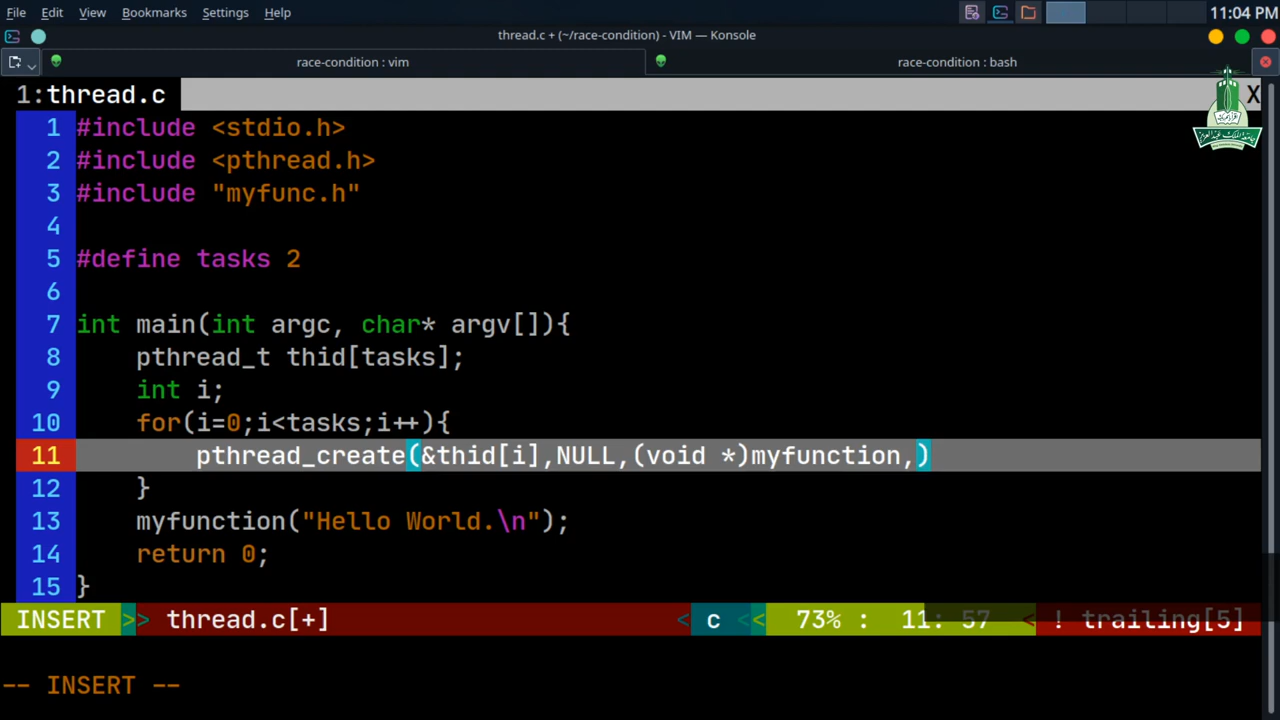 File Edit View Bookmarks Settings Help
11:04 PM
thread.c + (~/race-condition) - VIM — Konsole
race-condition : vim
race-condition : bash
1:thread.c X
1 #include <stdio.h>
2 #include <pthread.h>
3 #include "myfunc.h"
4
5 #define tasks 2
6
7 int main(int argc, char* argv[]){
8 pthread_t thid[tasks];
9 int i;
10 for(i=0;i<tasks;i++){
11 pthread_create(&thid[i],NULL,(void *)myfunction,)
12 }
13 myfunction("Hello World.\n");
14 return 0;
15 }
INSERT >> thread.c[+] < c << 73% : 11: 57 < ! trailing[5]
-- INSERT --